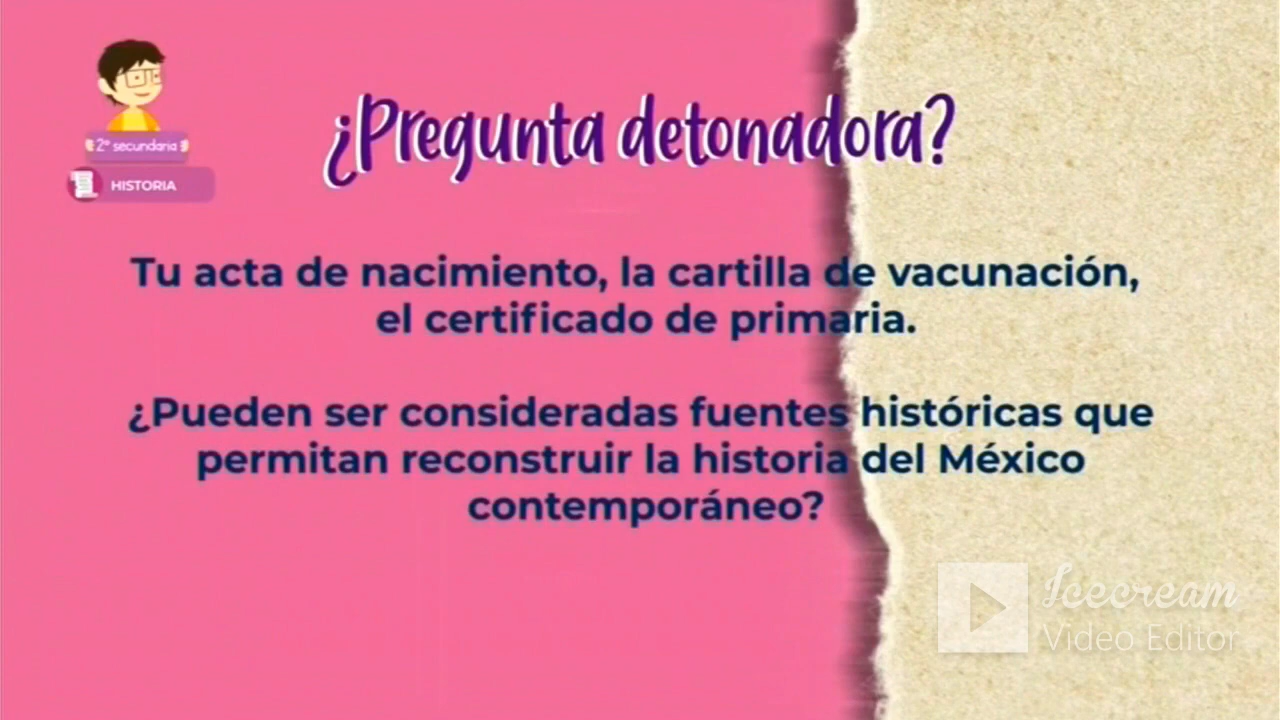 ¿Pregunta detonadora?
2º secundaria
HISTORIA
Tu acta de nacimiento, la cartilla de vacunación,
el certificado de primaria.
¿Pueden ser consideradas fuentes históricas que
permitan reconstruir la historia del México
contemporáneo?
Icecream
Video Editor